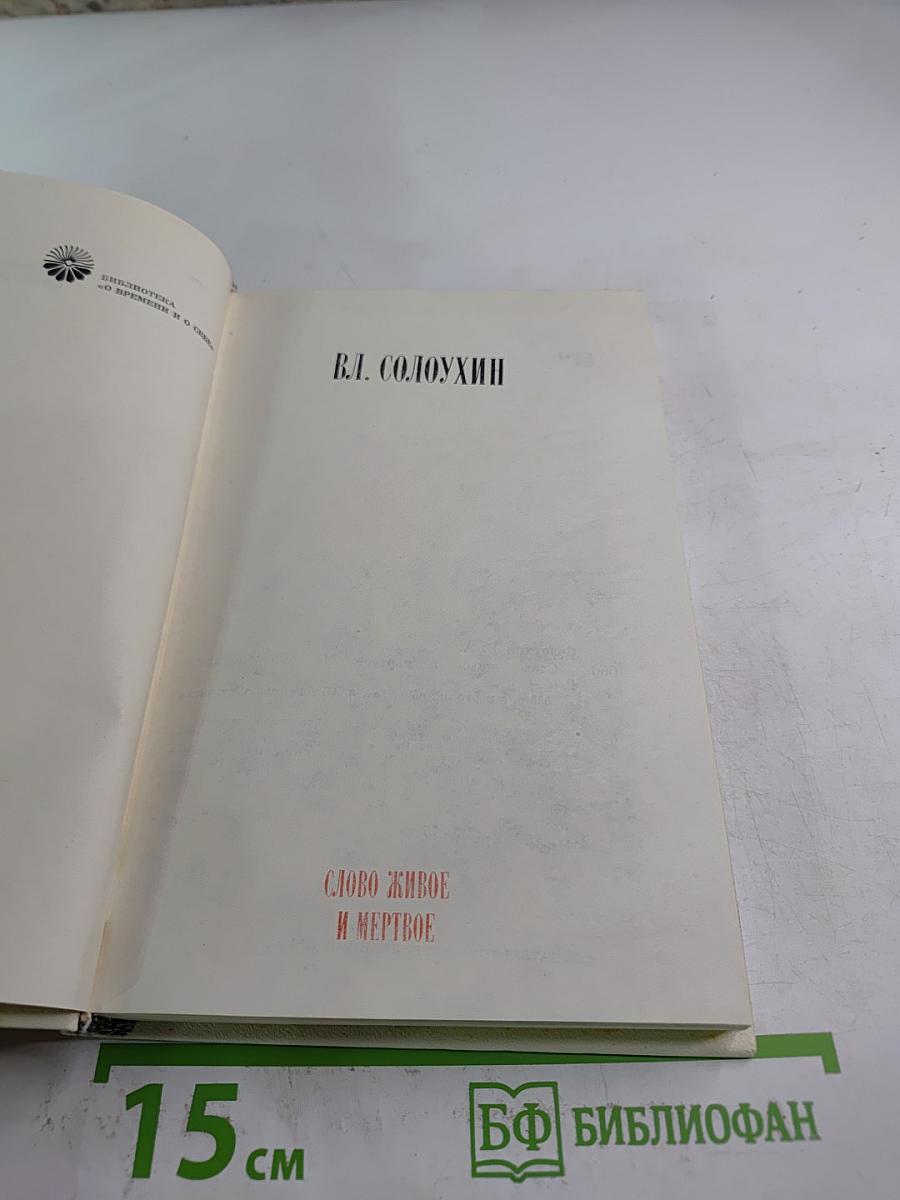 БИБЛИОТЕКА
«О ВРЕМЕНИ И О СЕБЕ»
ВЛ. СОЛОУХИН
СЛОВО ЖИВОЕ
И МЕРТВОЕ
15 см
БФ БИБЛИОФАН